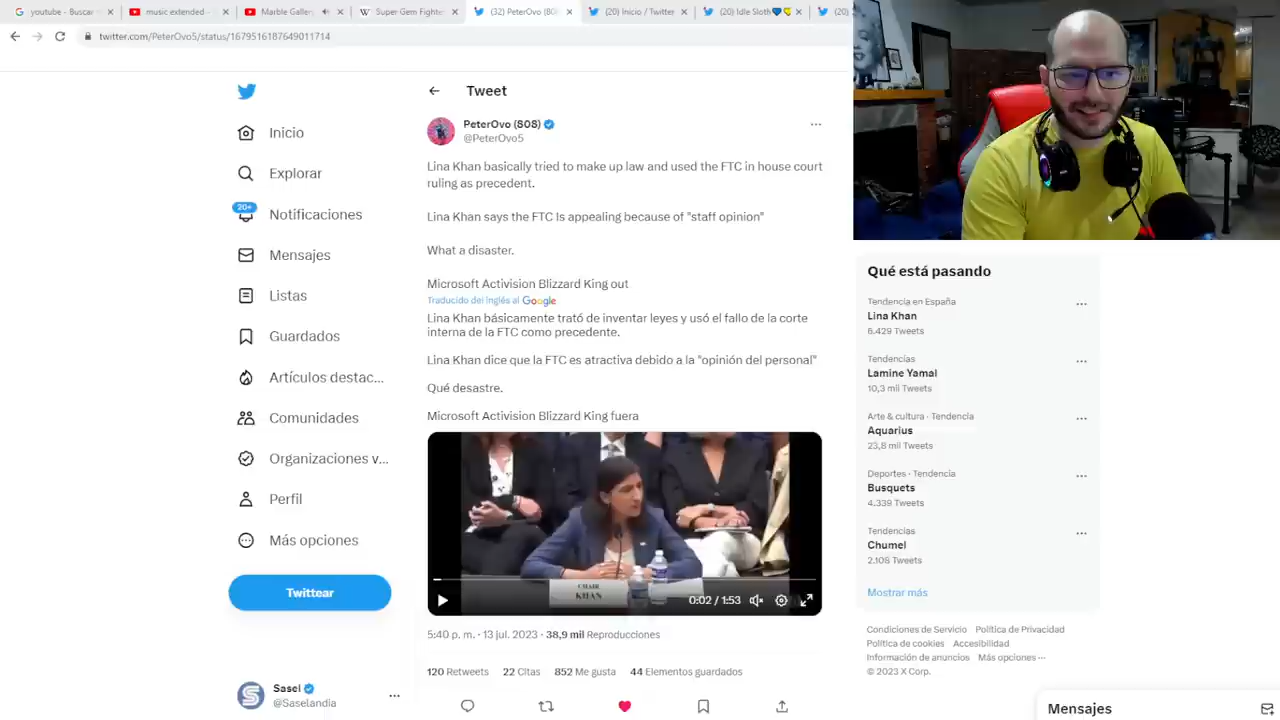 youtube - Buscar
music extended -
Marble Gallery
Super Gem Fighte
(32) PeterOvo (808
(20) Inicio / Twitter
(20) Idle Sloth💙💛
(20)
twitter.com/PeterOvo5/status/1679516187649011714
Inicio
Explorar
20+
Notificaciones
Mensajes
Listas
Guardados
Artículos destac...
Comunidades
Organizaciones v...
Perfil
Más opciones
Twittear
Sasel
@Saselandia
Tweet
PeterOvo (808)
@PeterOvo5
Lina Khan basically tried to make up law and used the FTC in house court
ruling as precedent.
Lina Khan says the FTC Is appealing because of "staff opinion"
What a disaster.
Microsoft Activision Blizzard King out
Traducido del inglés al Google
Lina Khan básicamente trató de inventar leyes y usó el fallo de la corte
interna de la FTC como precedente.
Lina Khan dice que la FTC es atractiva debido a la "opinión del personal"
Qué desastre.
Microsoft Activision Blizzard King fuera
CHAIR
KHAN
0:02 / 1:53
5:40 p. m. · 13 jul. 2023 · 38,9 mil Reproducciones
120 Retweets 22 Citas 852 Me gusta 44 Elementos guardados
Qué está pasando
Tendencia en España
Lina Khan
6.429 Tweets
Tendencias
Lamine Yamal
10,3 mil Tweets
Arte & cultura · Tendencia
Aquarius
23,8 mil Tweets
Deportes · Tendencia
Busquets
4.339 Tweets
Tendencias
Chumel
2.108 Tweets
Mostrar más
Condiciones de Servicio Política de Privacidad
Política de cookies Accesibilidad
Información de anuncios Más opciones ···
© 2023 X Corp.
Mensajes